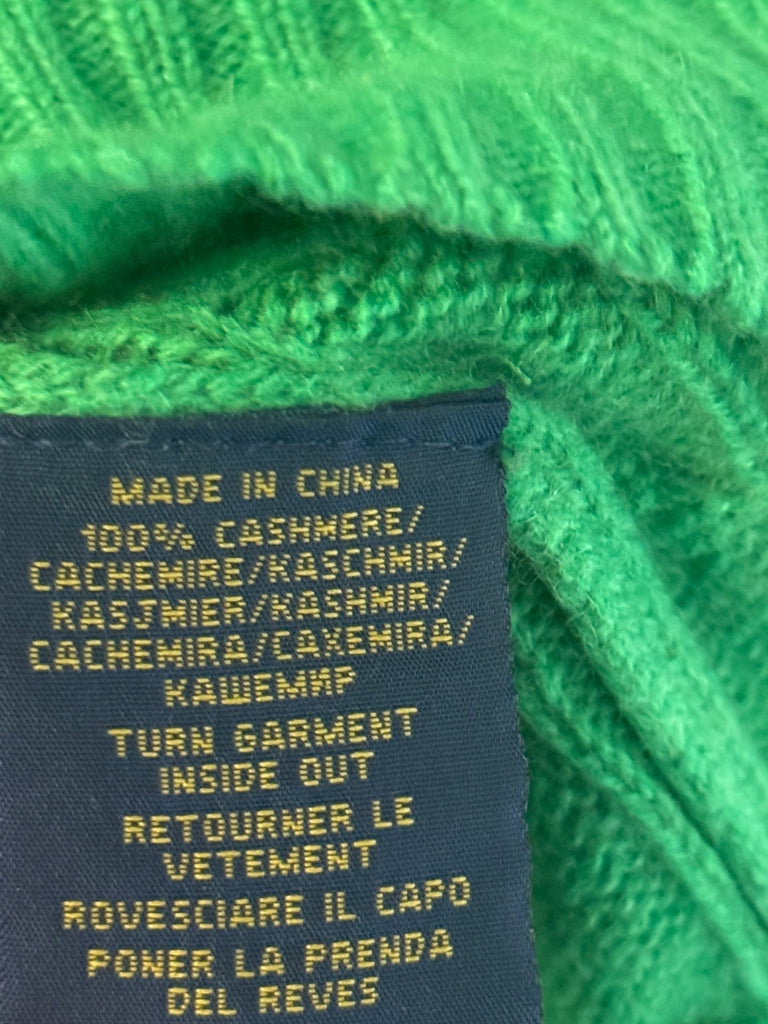 MADE IN CHINA
100% CASHMERE/
CACHEMIRE/KASCHMIR/
KASJMIER/KASHMIR/
CACHEMIRA/CAXEMIRA/
КАШЕМИР
TURN GARMENT
INSIDE OUT
RETOURNER LE
VETEMENT
ROVESCIARE IL CAPO
PONER LA PRENDA
DEL REVES